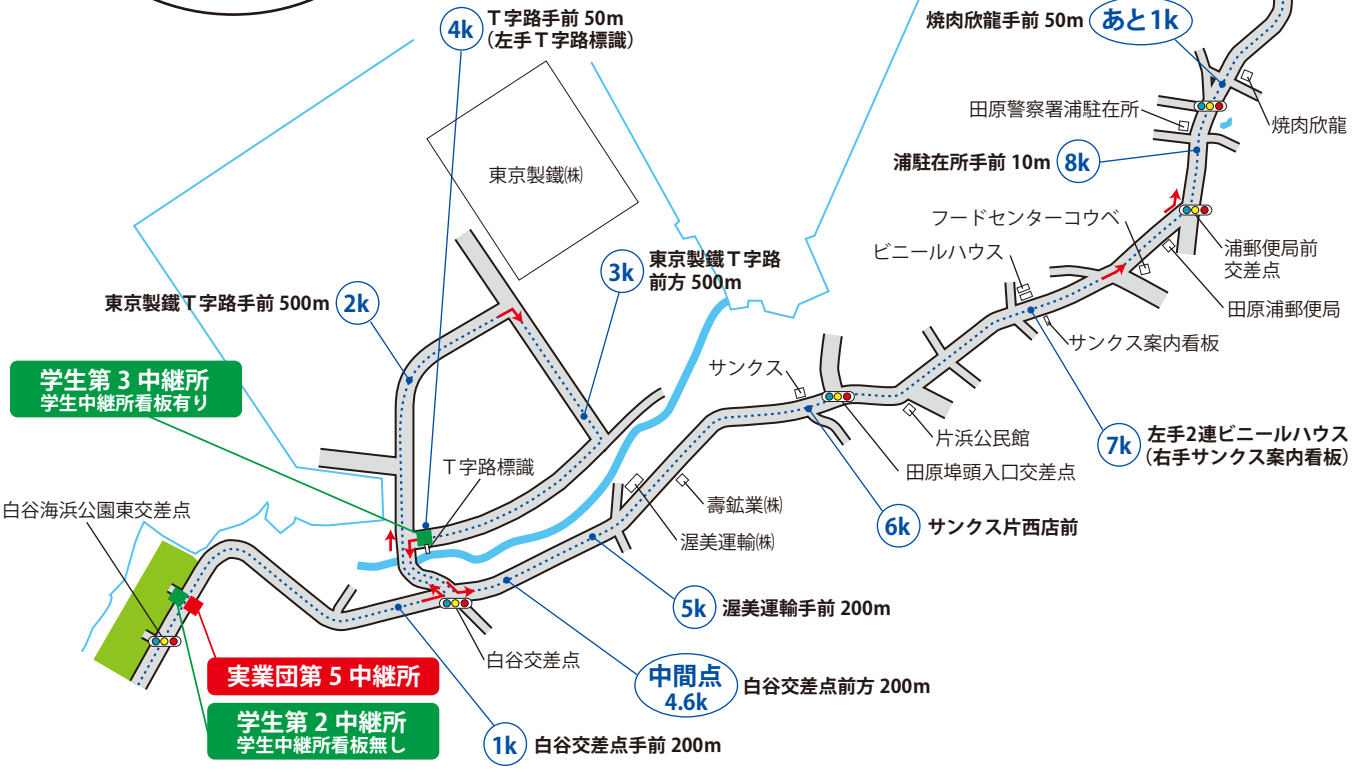 4k
T字路手前 50m
(左手T字路標識)
焼肉欣龍手前 50m
あと1k
田原警察署浦駐在所
焼肉欣龍
東京製鐵㈱
浦駐在所手前 10m
8k
フードセンターコウベ
ビニールハウス
浦郵便局前
交差点
3k
東京製鐵T字路
前方 500m
東京製鐵T字路手前 500m
2k
田原浦郵便局
サンクス案内看板
学生第3中継所
学生中継所看板有り
サンクス
片浜公民館
7k
左手2連ビニールハウス
(右手サンクス案内看板)
T字路標識
田原埠頭入口交差点
白谷海浜公園東交差点
壽鉱業㈱
渥美運輸㈱
6k
サンクス片西店前
5k
渥美運輸手前 200m
白谷交差点
実業団第5中継所
中間点
4.6k
白谷交差点前方 200m
学生第2中継所
学生中継所看板無し
1k
白谷交差点手前 200m